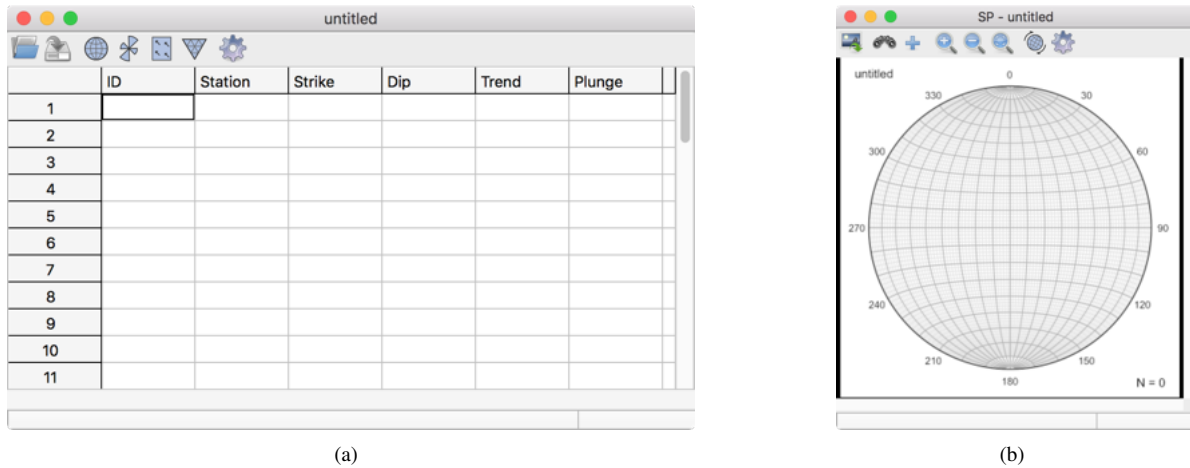 untitled
ID Station Strike Dip Trend Plunge
1
2
3
4
5
6
7
8
9
10
11
(a)
SP - untitled
untitled
0
330 30
300 60
270 90
240 120
210 150
180
N = 0
(b)